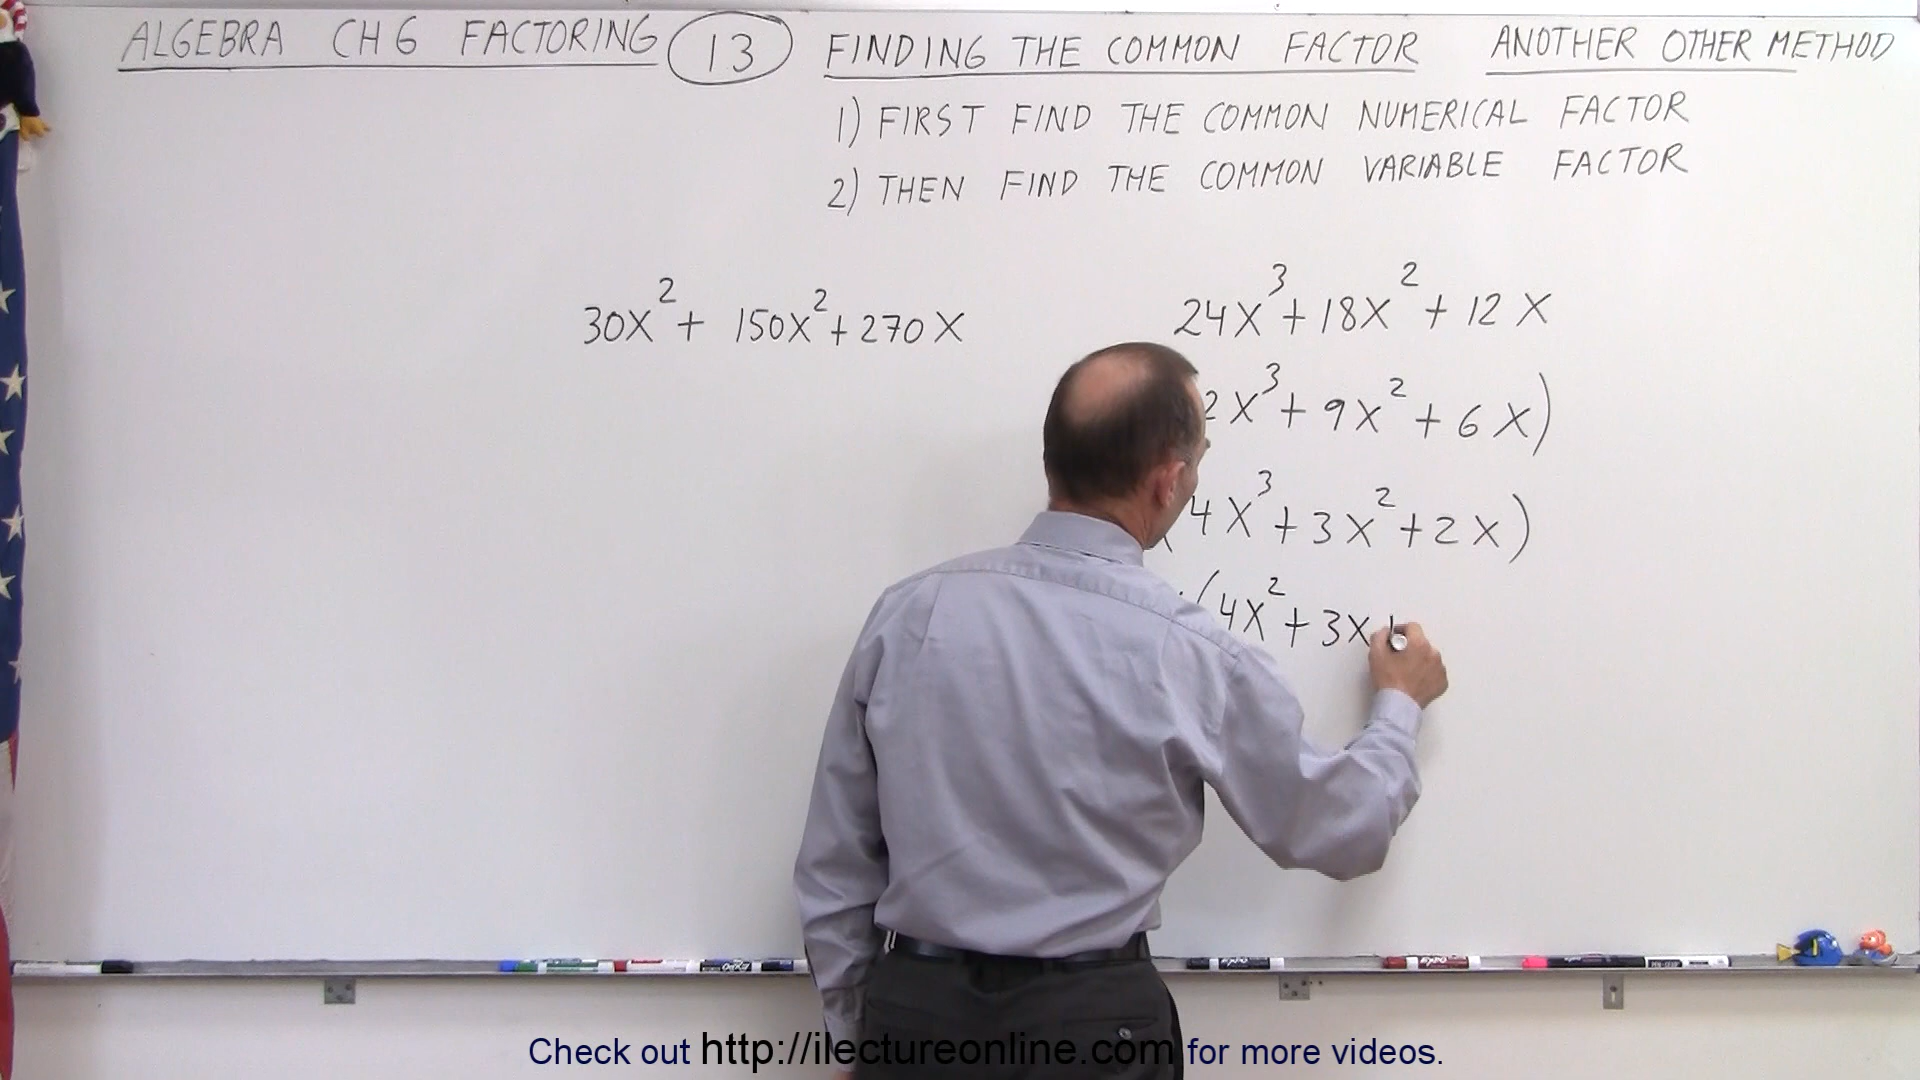 ALGEBRA CH 6 FACTORING 13 FINDING THE COMMON FACTOR ANOTHER OTHER METHOD
1) FIRST FIND THE COMMON NUMERICAL FACTOR
2) THEN FIND THE COMMON VARIABLE FACTOR
30X² + 150X² + 270X
24X³ + 18X² + 12X
2X³ + 9X² + 6X)
4X³ + 3X² + 2X)
(4X² + 3X
EXPO
Check out http://ilectureonline.com for more videos.